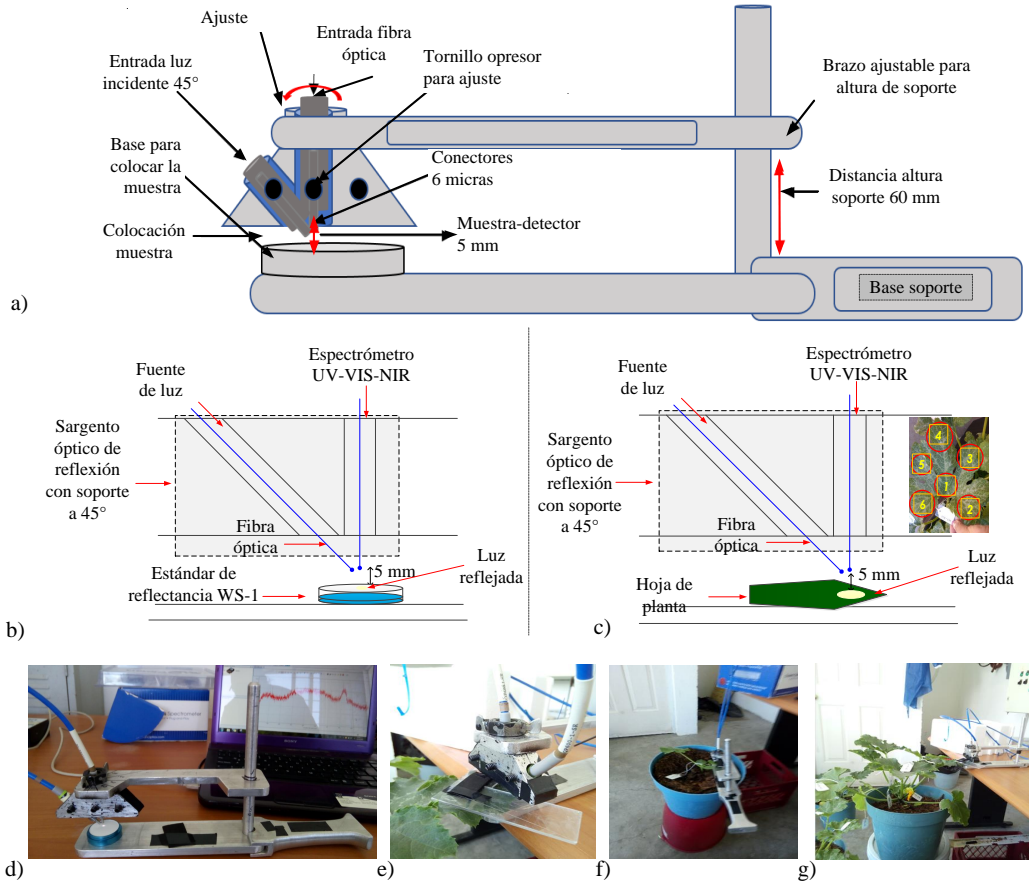 Ajuste
Entrada fibra
óptica
Entrada luz
incidente 45°
Tornillo opresor
para ajuste
Brazo ajustable para
altura de soporte
Base para
colocar la
muestra
Conectores
6 micras
Distancia altura
soporte 60 mm
Colocación
muestra
Muestra-detector
5 mm
Base soporte
a)
Fuente
de luz
Espectrómetro
UV-VIS-NIR
Sargento
óptico de
reflexión
con soporte
a 45°
Fibra
óptica
5 mm
Luz
reflejada
Estándar de
reflectancia WS-1
b)
Fuente
de luz
Espectrómetro
UV-VIS-NIR
Sargento
óptico de
reflexión
con soporte
a 45°
4
3
5
1
6
2
Fibra
óptica
5 mm
Luz
reflejada
Hoja de
planta
c)
d)
e)
f)
g)